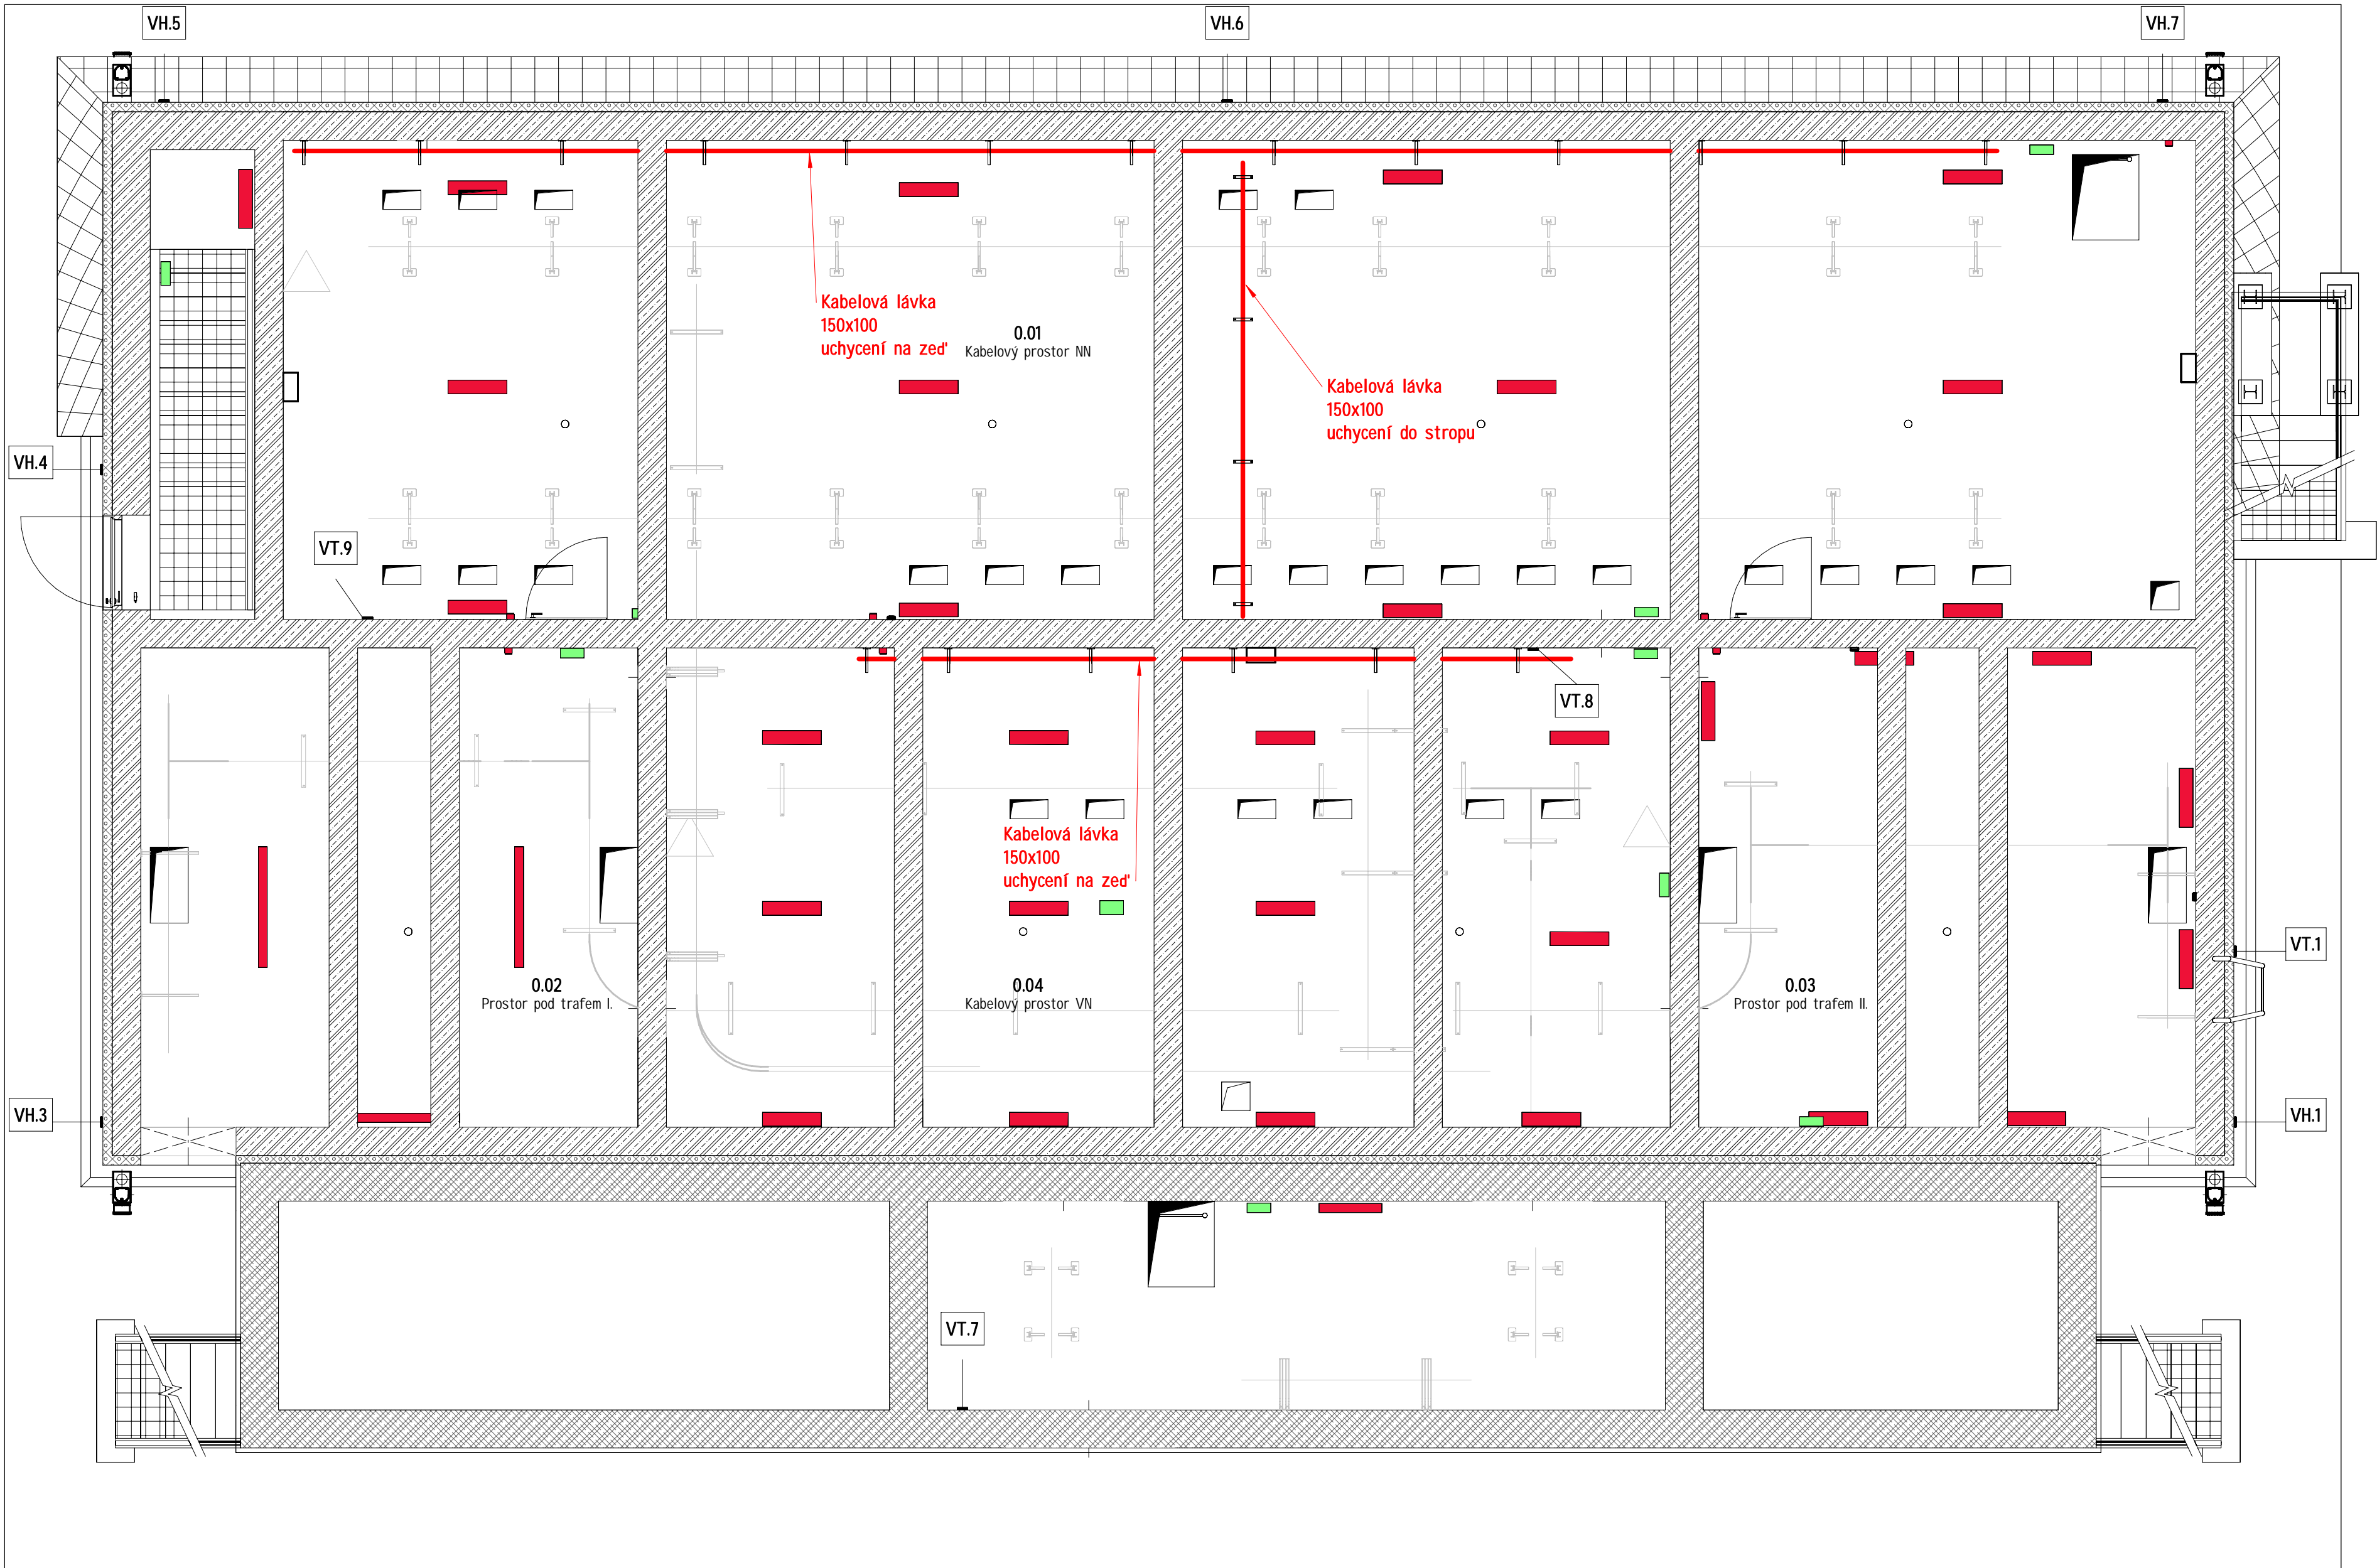 VH.5
VH.6
VH.7
Kabelová lávka
150x100
uchycení na zeď
0.01
Kabelový prostor NN
Kabelová lávka
150x100
uchycení do stropu
VH.4
VT.9
VT.8
Kabelová lávka
150x100
uchycení na zeď
0.02
Prostor pod trafem I.
0.04
Kabelový prostor VN
0.03
Prostor pod trafem II.
VT.1
VH.3
VH.1
VT.7